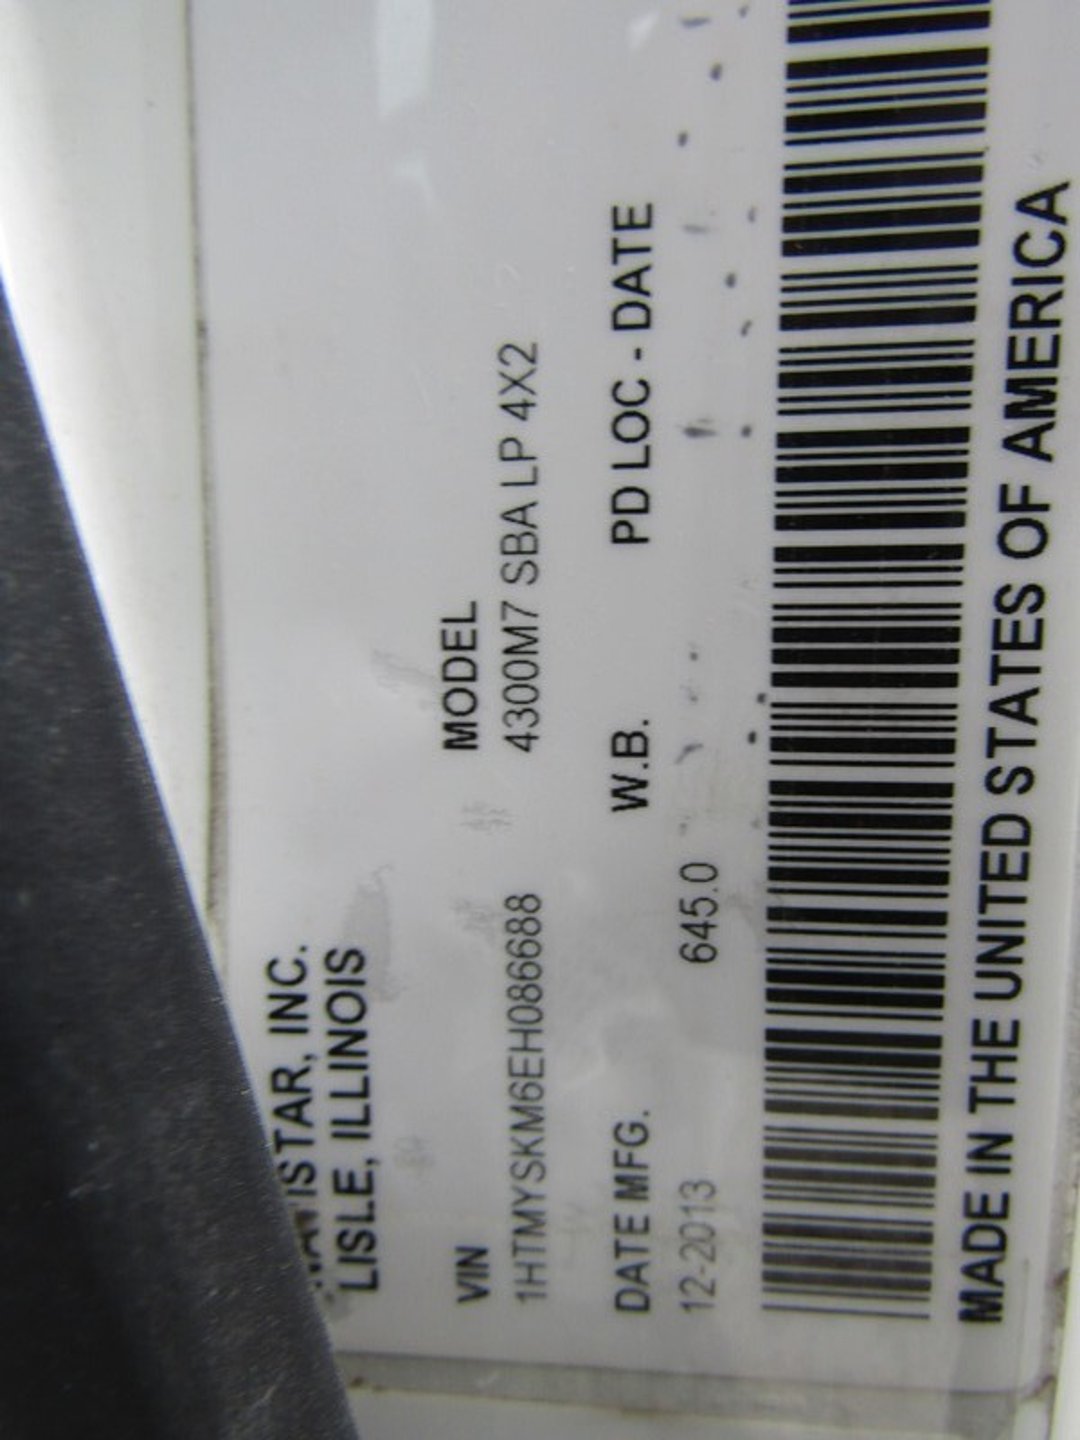 NAVISTAR, INC.
LISLE, ILLINOIS
VIN MODEL
1HTMYSKM6EH086688 4300M7 SBA LP 4X2
DATE MFG. W.B. PD LOC - DATE
12-2013 645.0
MADE IN THE UNITED STATES OF AMERICA